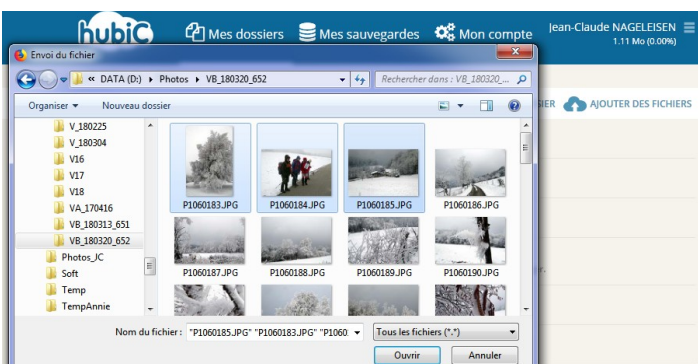 hubiC
Mes dossiers
Mes sauvegardes
Mon compte
Jean-Claude NAGELEISEN
1.11 Mo (0.00%)
Envoi du fichier
« DATA (D:) ▸ Photos ▸ VB_180320_652
Rechercher dans : VB_180320_...
Organiser
Nouveau dossier
IER
AJOUTER DES FICHIERS
V_180225
V_180304
V16
V17
V18
VA_170416
VB_180313_651
VB_180320_652
Photos_JC
Soft
Temp
TempAnnie
P1060183.JPG
P1060184.JPG
P1060185.JPG
P1060186.JPG
P1060187.JPG
P1060188.JPG
P1060189.JPG
P1060190.JPG
r.
Nom du fichier : "P1060185.JPG" "P1060183.JPG" "P1060:
Tous les fichiers (*.*)
Ouvrir
Annuler